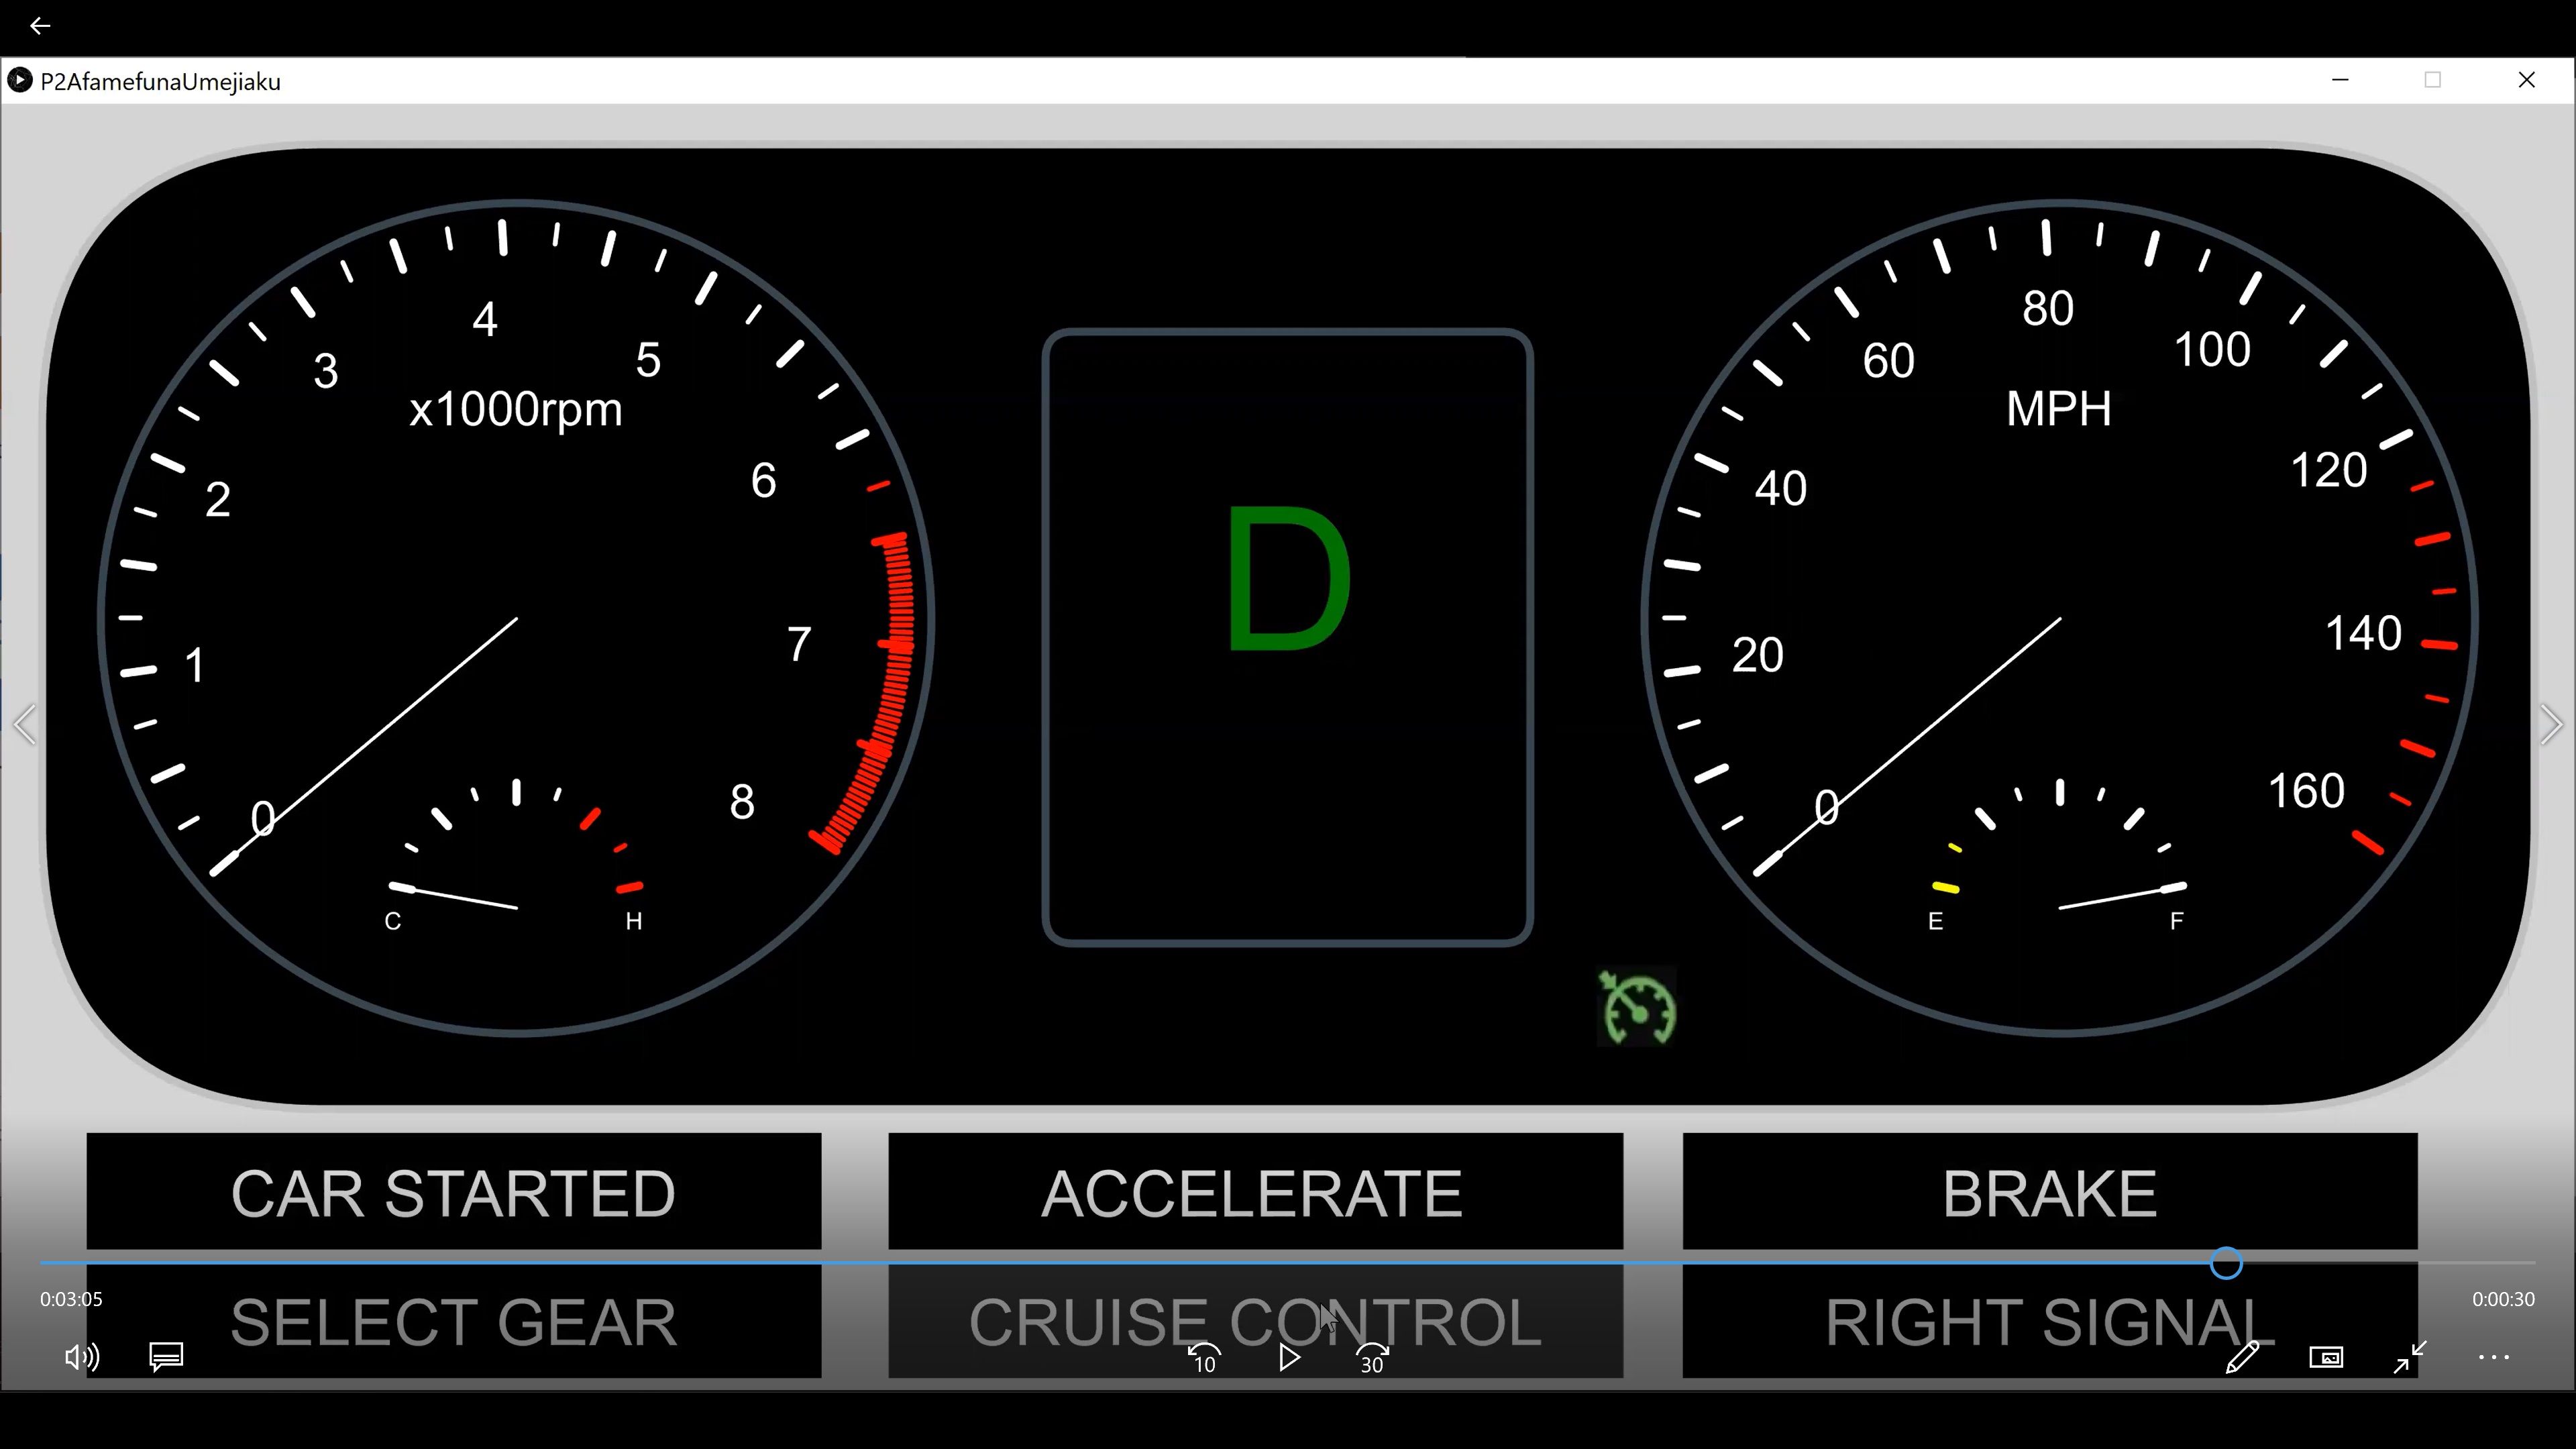 P2AfamefunaUmejiaku
4
3
5
x1000rpm
2
6
1
7
0
8
C
H
D
80
60
100
MPH
40
120
20
140
0
160
E
F
CAR STARTED
ACCELERATE
BRAKE
SELECT GEAR
CRUISE CONTROL
RIGHT SIGNAL
0:03:05
0:00:30
10
30